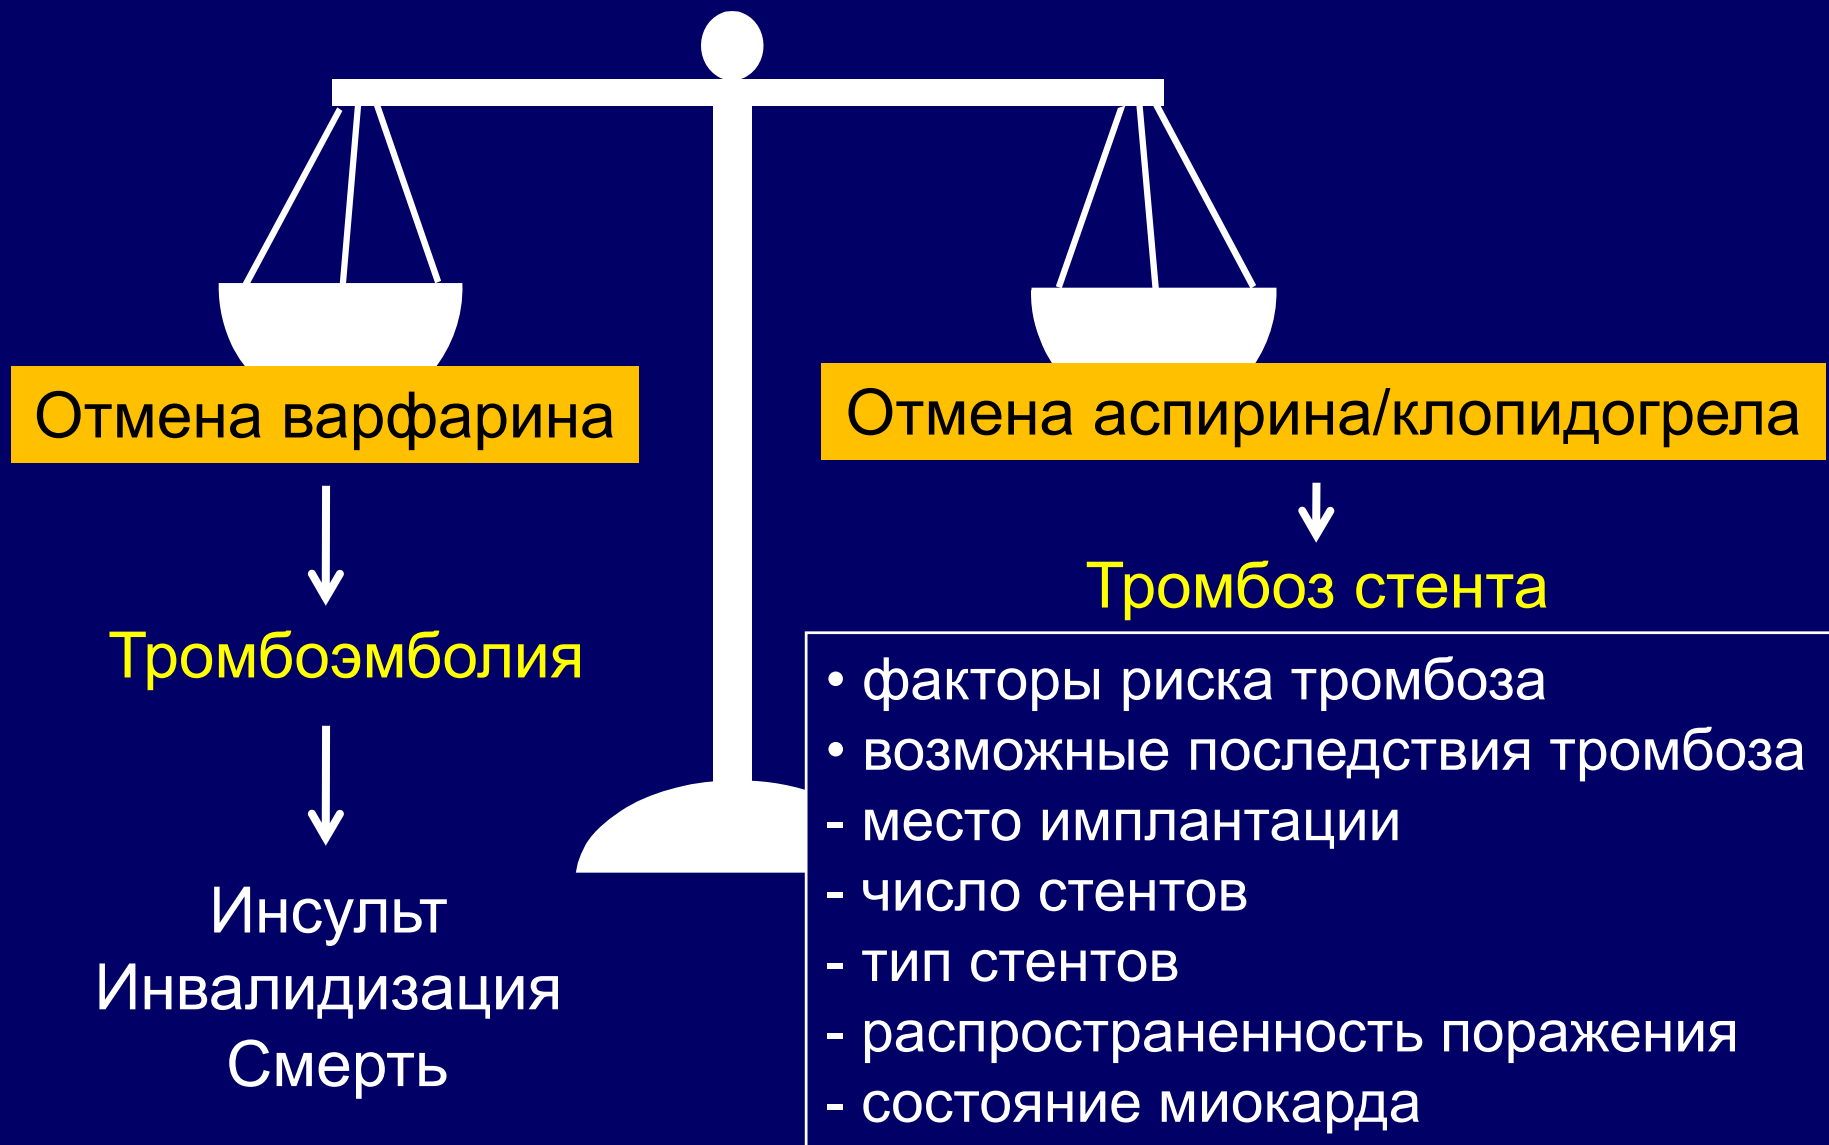 Отмена варфарина
Тромбоэмболия
Инсульт
Инвалидизация
Смерть
Отмена аспирина/клопидогрела
Тромбоз стента
• факторы риска тромбоза
• возможные последствия тромбоза
- место имплантации
- число стентов
- тип стентов
- распространенность поражения
- состояние миокарда